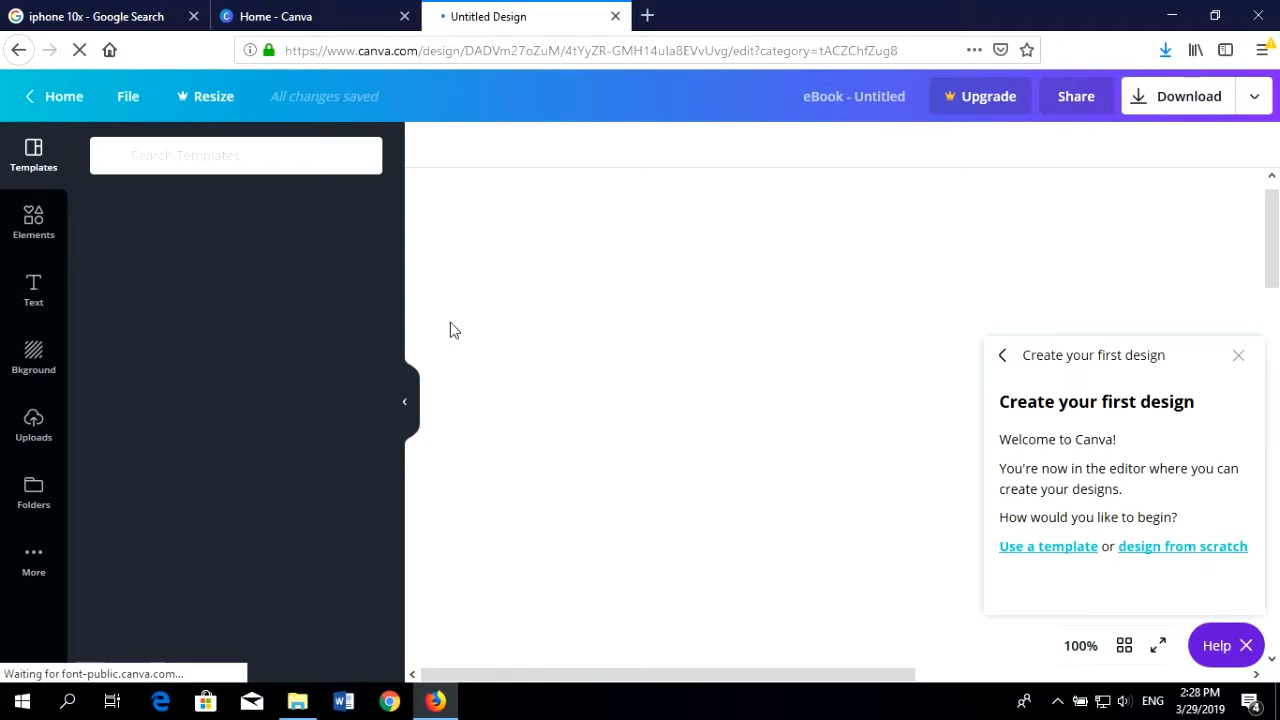 iphone 10x - Google Search
Home - Canva
Untitled Design
https://www.canva.com/design/DADVm27oZuM/4tYyZR-GMH14uIa8EVvUvg/edit?category=tACZChfZug8
Home
File
Resize
All changes saved
eBook - Untitled
Upgrade
Share
Download
Templates
Search Templates
Elements
Text
Bkground
Uploads
Folders
More
Create your first design
Create your first design
Welcome to Canva!
You're now in the editor where you can
create your designs.
How would you like to begin?
Use a template or design from scratch
100%
Help
Waiting for font-public.canva.com...
ENG
2:28 PM
3/29/2019
4